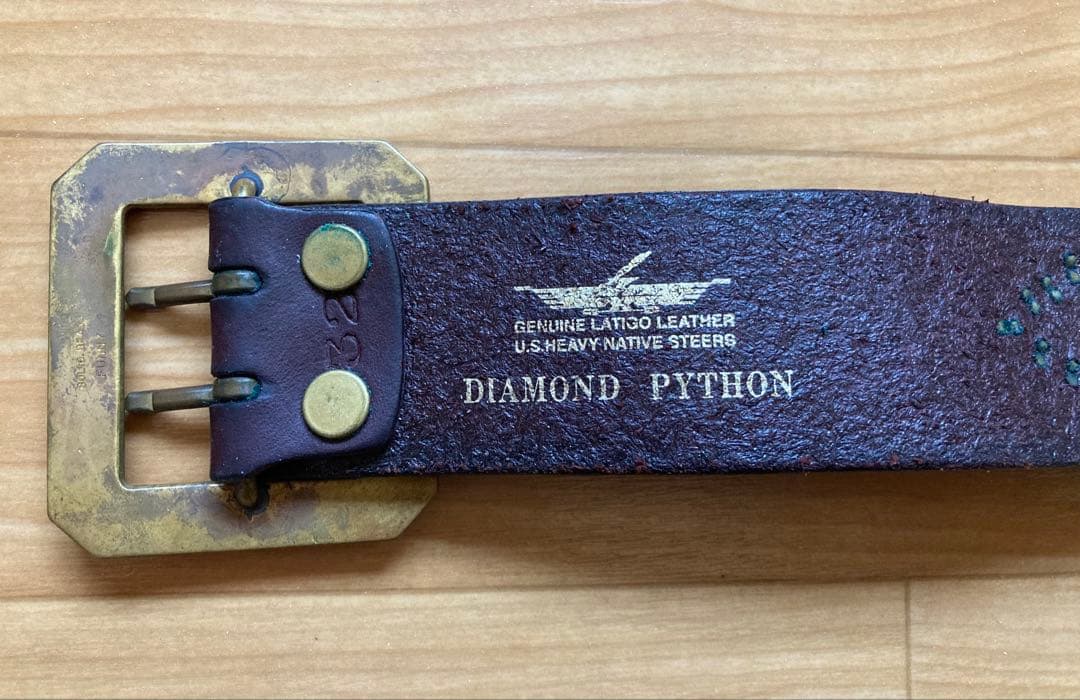 GENUINE LATIGO LEATHER
U.S.HEAVY NATIVE STEERS
DIAMOND PYTHON
32